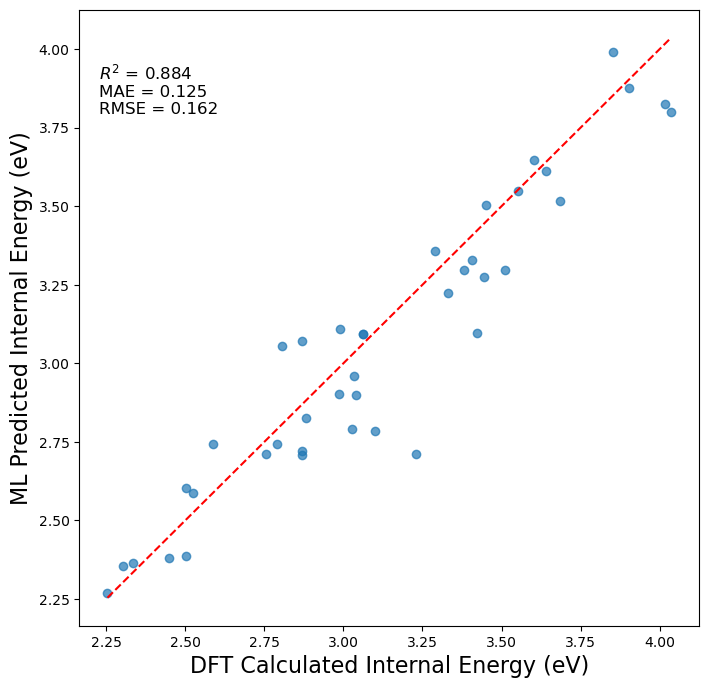 4.00
3.75
3.50
3.25
3.00
2.75
2.50
2.25
ML Predicted Internal Energy (eV)
R² = 0.884
MAE = 0.125
RMSE = 0.162
2.25 2.50 2.75 3.00 3.25 3.50 3.75 4.00
DFT Calculated Internal Energy (eV)